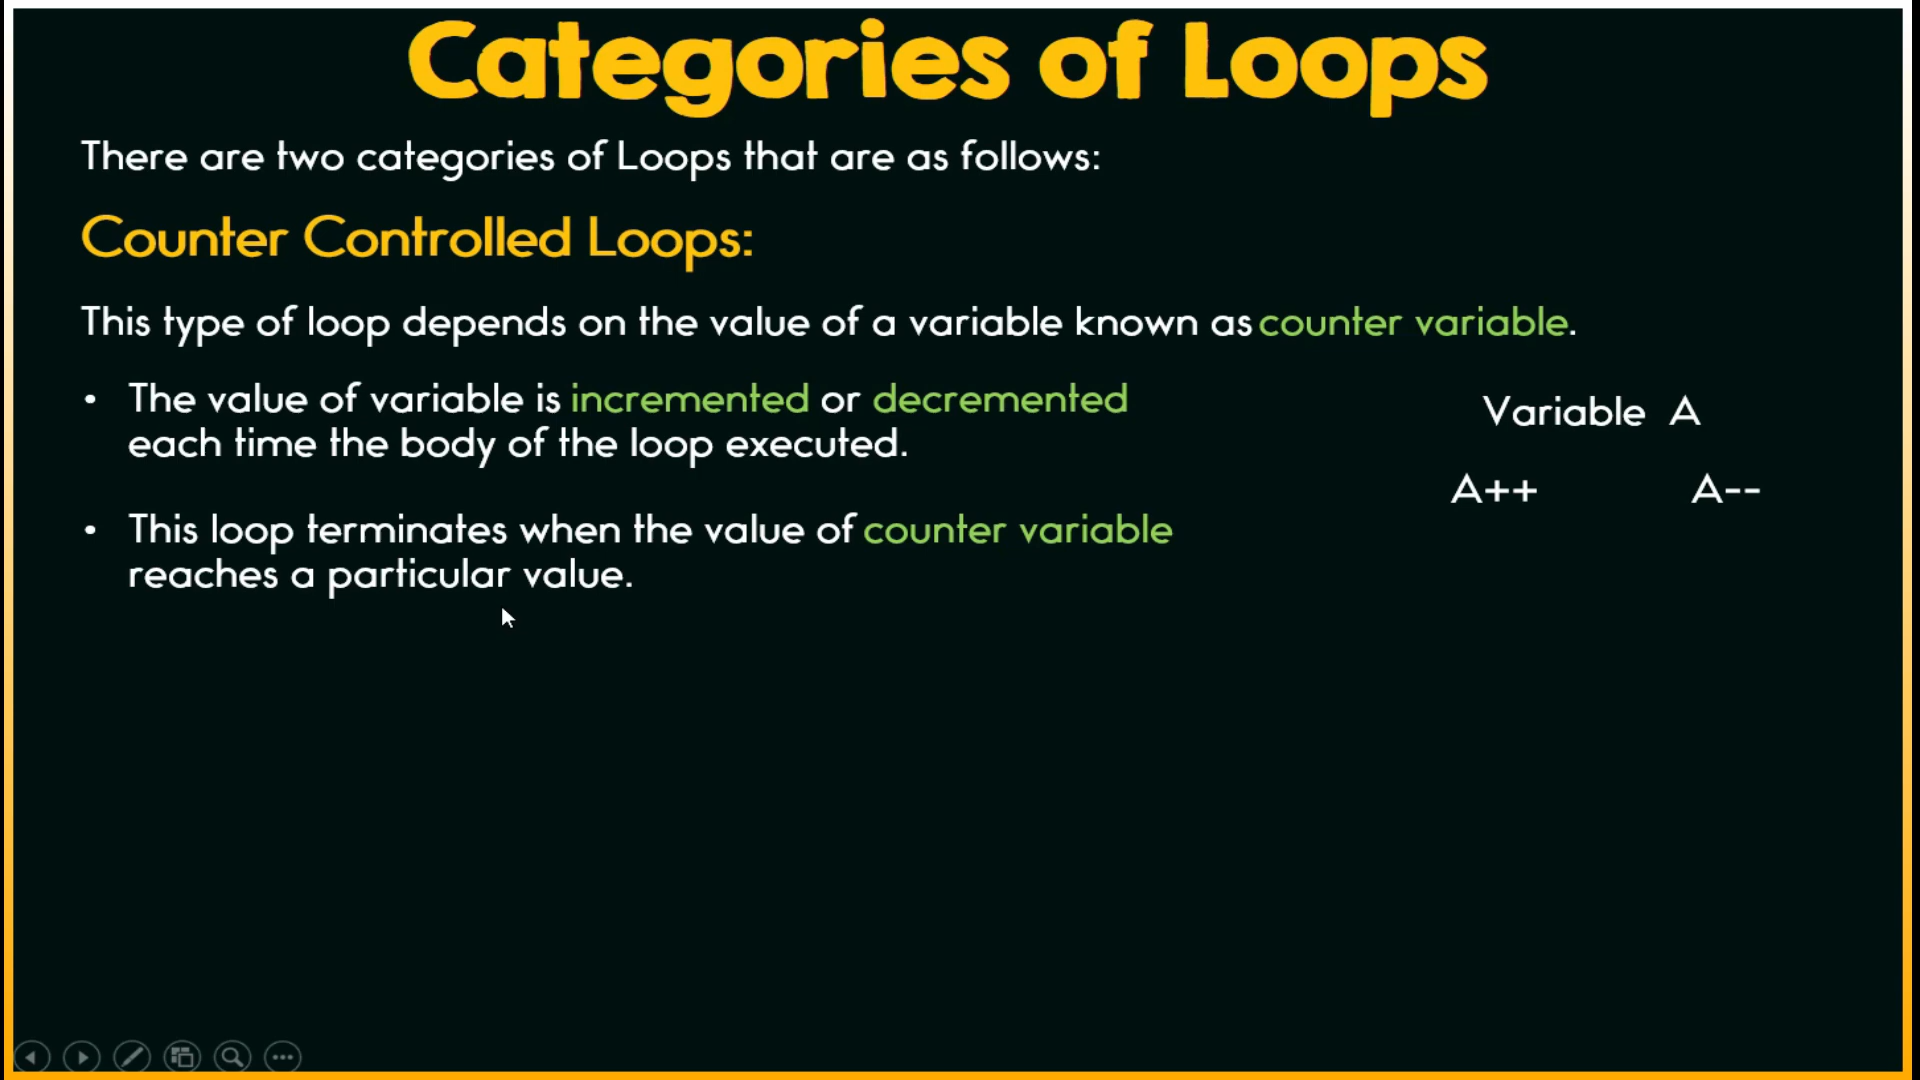 Categories of Loops
There are two categories of Loops that are as follows:
Counter Controlled Loops:
This type of loop depends on the value of a variable known as counter variable.
• The value of variable is incremented or decremented
each time the body of the loop executed.
• This loop terminates when the value of counter variable
reaches a particular value.
Variable A
A++ A--